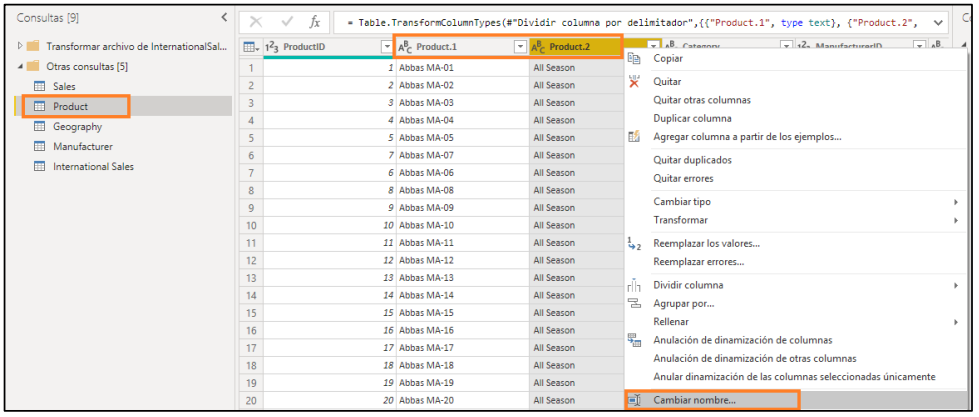 Consultas [9]
fx = Table.TransformColumnTypes(#"Dividir columna por delimitador",{{"Product.1", type text}, {"Product.2",
Transformar archivo de InternationalSal...
Otras consultas [5]
Sales
Product
Geography
Manufacturer
International Sales
1²3 ProductID ABC Product.1 ABC Product.2 ABC Category 1²3 ManufacturerID ABC
1 1 Abbas MA-01 All Season
2 2 Abbas MA-02 All Season
3 3 Abbas MA-03 All Season
4 4 Abbas MA-04 All Season
5 5 Abbas MA-05 All Season
6 7 Abbas MA-07 All Season
7 6 Abbas MA-06 All Season
8 8 Abbas MA-08 All Season
9 9 Abbas MA-09 All Season
10 10 Abbas MA-10 All Season
11 11 Abbas MA-11 All Season
12 12 Abbas MA-12 All Season
13 13 Abbas MA-13 All Season
14 14 Abbas MA-14 All Season
15 15 Abbas MA-15 All Season
16 16 Abbas MA-16 All Season
17 17 Abbas MA-17 All Season
18 18 Abbas MA-18 All Season
19 19 Abbas MA-19 All Season
20 20 Abbas MA-20 All Season
Copiar
Quitar
Quitar otras columnas
Duplicar columna
Agregar columna a partir de los ejemplos...
Quitar duplicados
Quitar errores
Cambiar tipo
Transformar
Reemplazar los valores...
Reemplazar errores...
Dividir columna
Agrupar por...
Rellenar
Anulación de dinamización de columnas
Anulación de dinamización de otras columnas
Anular dinamización de las columnas seleccionadas únicamente
Cambiar nombre...